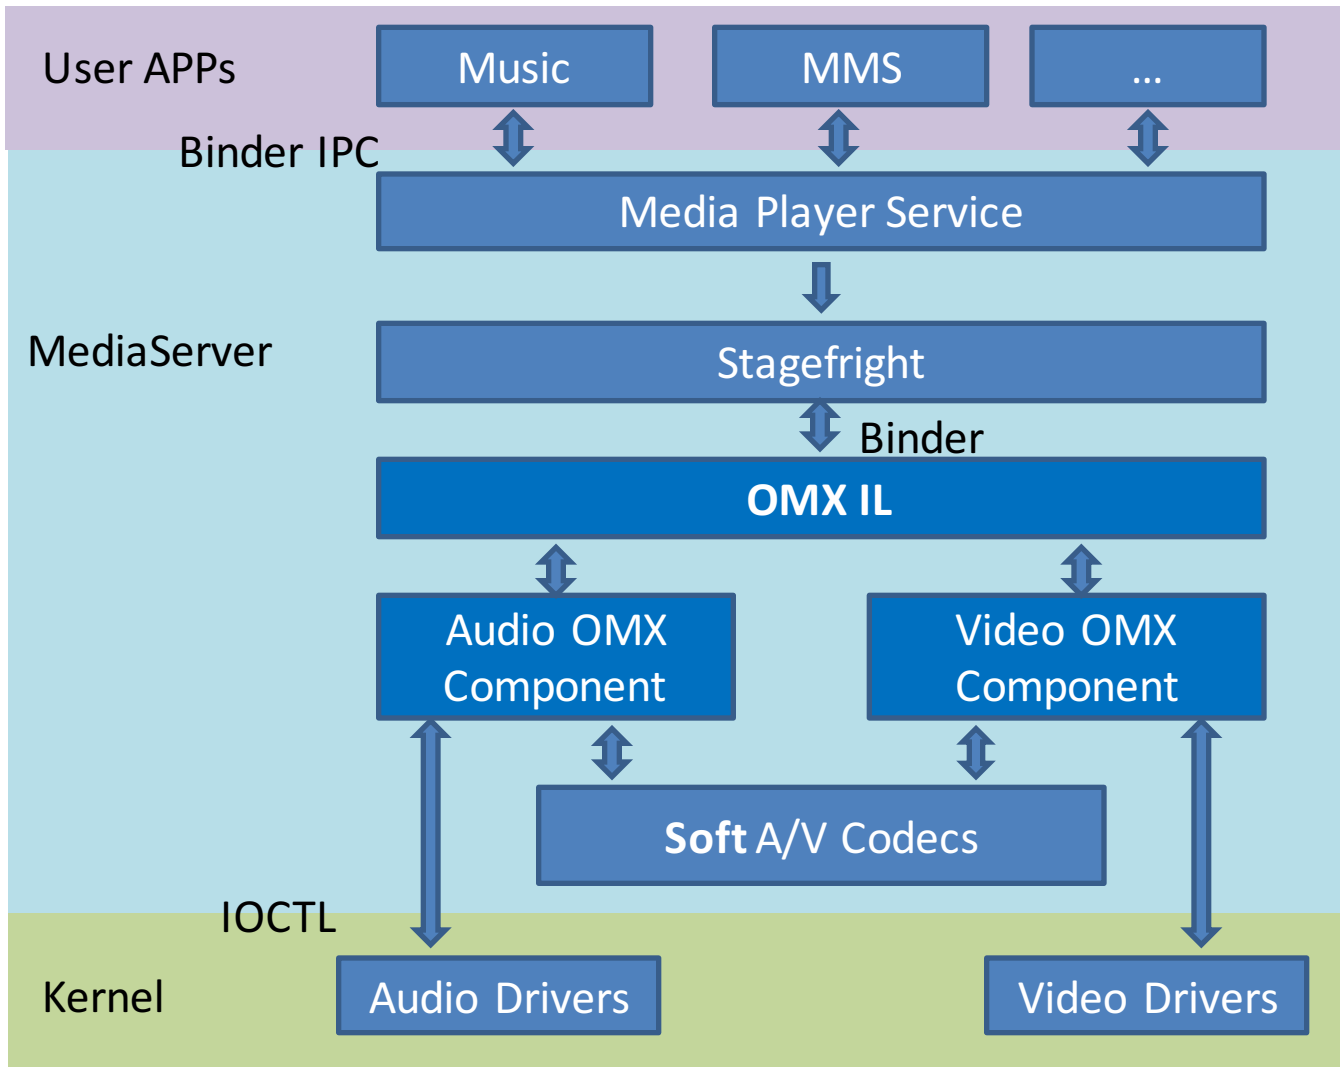 User APPs
Music
MMS
...
Binder IPC
Media Player Service
MediaServer
Stagefright
Binder
OMX IL
Audio OMX
Component
Video OMX
Component
Soft A/V Codecs
IOCTL
Kernel
Audio Drivers
Video Drivers